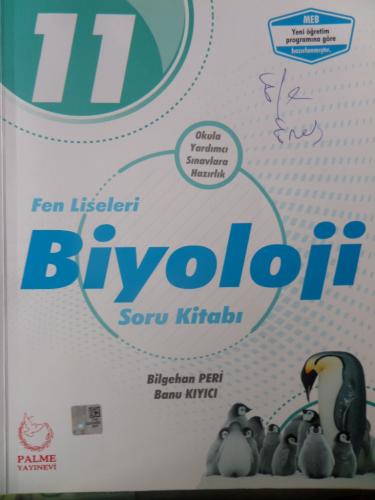 11
MEB
Yeni öğretim
programına göre
hazırlanmıştır.
Okula
Yardımcı
Sınavlara
Hazırlık
Fen Liseleri
Biyoloji
Soru Kitabı
Bilgehan PERİ
Banu KIYICI
PALME
YAYINEVİ